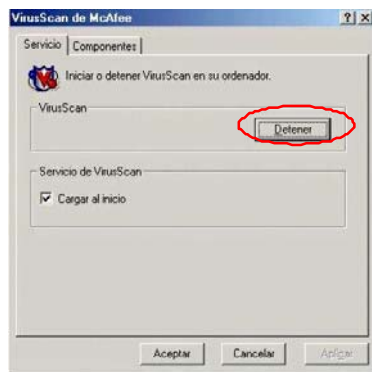 VirusScan de McAfee
Servicio Componentes
Iniciar o detener VirusScan en su ordenador.
VirusScan
Detener
Servicio de VirusScan
Cargar al inicio
Aceptar Cancelar Aplicar